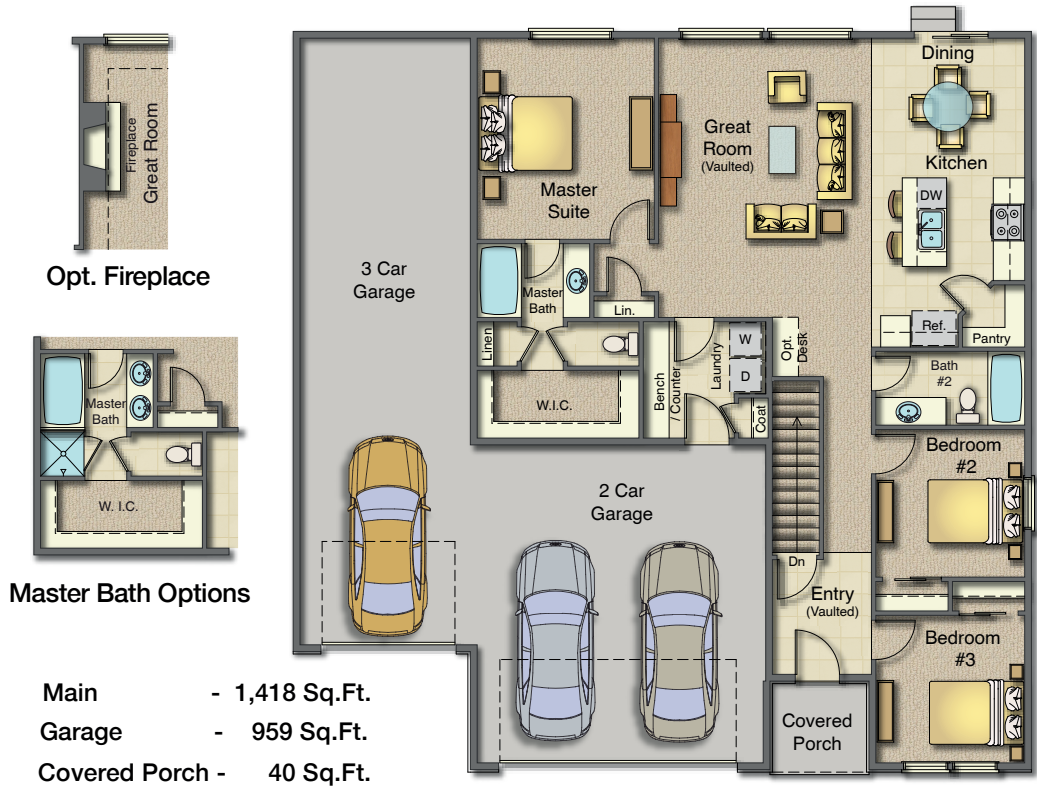 Fireplace
Great Room
Opt. Fireplace
Master
Bath
W. I.C.
Master Bath Options
Main - 1,418 Sq.Ft.
Garage - 959 Sq.Ft.
Covered Porch - 40 Sq.Ft.
3 Car
Garage
Master
Suite
Great
Room
(Vaulted)
Dining
Kitchen
DW
Master
Bath
Lin.
Linen
W.I.C.
Bench
/ Counter
Laundry
W
D
Coat
Opt.
Desk
Ref.
Pantry
Bath
#2
Bedroom
#2
2 Car
Garage
Dn
Entry
(Vaulted)
Bedroom
#3
Covered
Porch